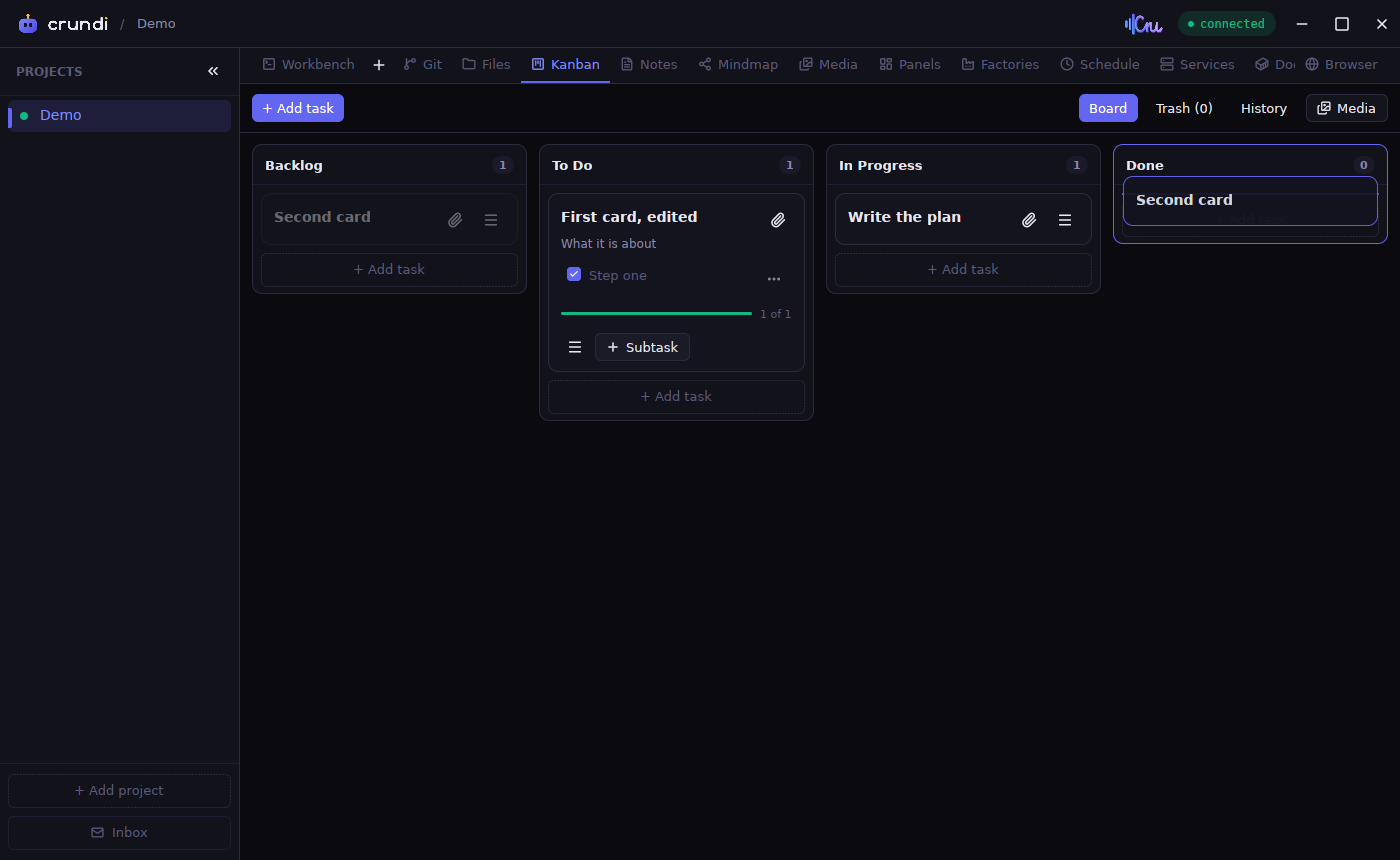 crundi / Demo
Cru
connected
PROJECTS
Workbench
Git
Files
Kanban
Notes
Mindmap
Media
Panels
Factories
Schedule
Services
Browser
Demo
+ Add task
Board
Trash (0)
History
Media
Backlog 1
Second card
+ Add task
To Do 1
First card, edited
What it is about
Step one
1 of 1
+ Subtask
+ Add task
In Progress 1
Write the plan
+ Add task
Done 0
Second card
+ Add task
+ Add project
Inbox